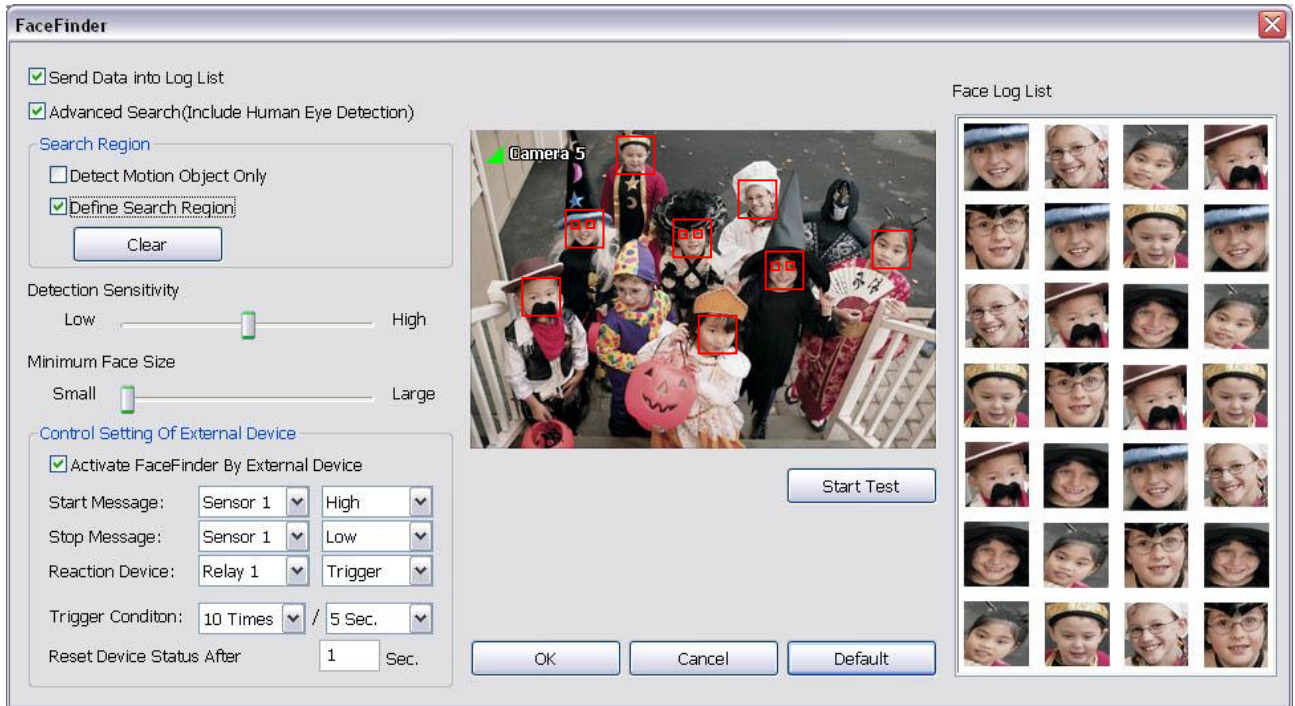 FaceFinder
Send Data into Log List
Advanced Search(Include Human Eye Detection)
Search Region
Detect Motion Object Only
Define Search Region
Clear
Detection Sensitivity
Low High
Minimum Face Size
Small Large
Control Setting Of External Device
Activate FaceFinder By External Device
Start Message: Sensor 1 High
Stop Message: Sensor 1 Low
Reaction Device: Relay 1 Trigger
Trigger Conditon: 10 Times / 5 Sec.
Reset Device Status After 1 Sec.
Camera 5
Start Test
OK Cancel Default
Face Log List